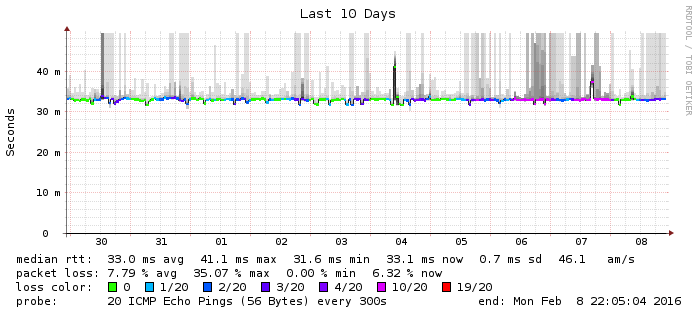 Last 10 Days
RRDTOOL / TOBI OETIKER
Seconds
40 m
30 m
20 m
10 m
0
30 31 01 02 03 04 05 06 07 08
median rtt: 33.0 ms avg 41.1 ms max 31.6 ms min 33.1 ms now 0.7 ms sd 46.1 am/s
packet loss: 7.79 % avg 35.07 % max 0.00 % min 6.32 % now
loss color: 0 1/20 2/20 3/20 4/20 10/20 19/20
probe: 20 ICMP Echo Pings (56 Bytes) every 300s end: Mon Feb 8 22:05:04 2016